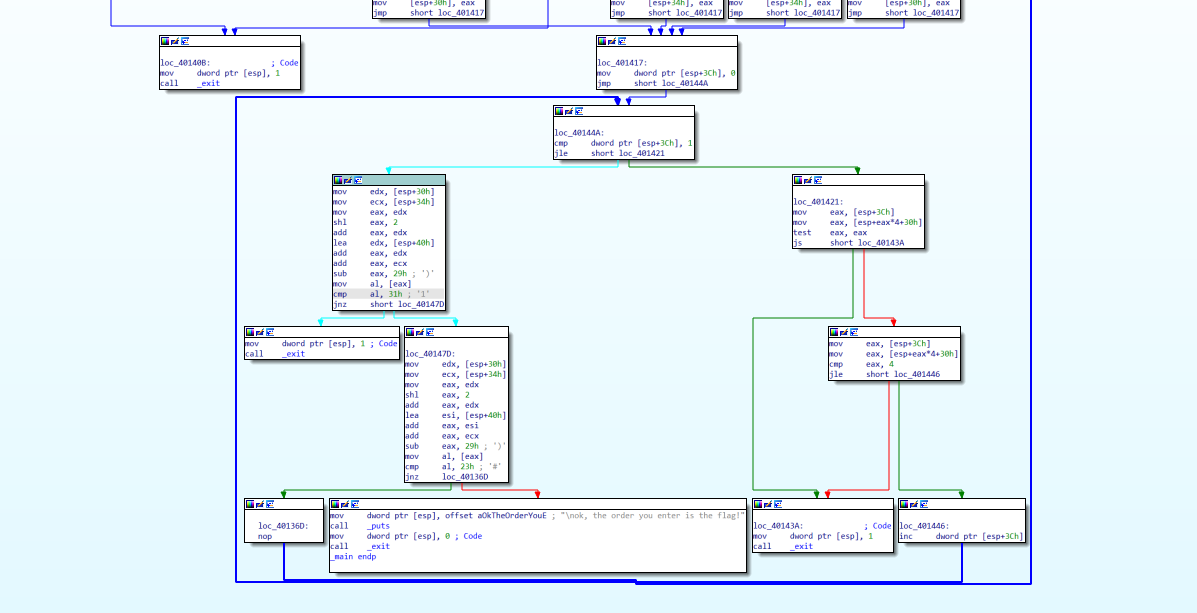 mov     [esp+30h], eax
jmp     short loc_401417
mov     [esp+34h], eax
jmp     short loc_401417
mov     [esp+34h], eax
jmp     short loc_401417
mov     [esp+30h], eax
jmp     short loc_401417
loc_40140B:              ; Code
mov     dword ptr [esp], 1
call    _exit
loc_401417:
mov     dword ptr [esp+3Ch], 0
jmp     short loc_40144A
loc_40144A:
cmp     dword ptr [esp+3Ch], 1
jle     short loc_401421
mov     edx, [esp+30h]
mov     ecx, [esp+34h]
mov     eax, edx
shl     eax, 2
add     eax, edx
lea     edx, [esp+40h]
add     eax, edx
add     eax, ecx
sub     eax, 29h ; ')'
mov     al, [eax]
cmp     al, 31h ; '1'
jnz     short loc_40147D
loc_401421:
mov     eax, [esp+3Ch]
mov     eax, [esp+eax*4+30h]
test    eax, eax
js      short loc_40143A
mov     dword ptr [esp], 1 ; Code
call    _exit
loc_40147D:
mov     edx, [esp+30h]
mov     ecx, [esp+34h]
mov     eax, edx
shl     eax, 2
add     eax, edx
lea     esi, [esp+40h]
add     eax, esi
add     eax, ecx
sub     eax, 29h ; ')'
mov     al, [eax]
cmp     al, 23h ; '#'
jnz     loc_40136D
mov     eax, [esp+3Ch]
mov     eax, [esp+eax*4+30h]
cmp     eax, 4
jle     short loc_401446
loc_40136D:
nop
mov     dword ptr [esp], offset aOkTheOrderYouE ; "\nok, the order you enter is the flag!"
call    _puts
mov     dword ptr [esp], 0 ; Code
call    _exit
_main endp
loc_40143A:              ; Code
mov     dword ptr [esp], 1
call    _exit
loc_401446:
inc     dword ptr [esp+3Ch]